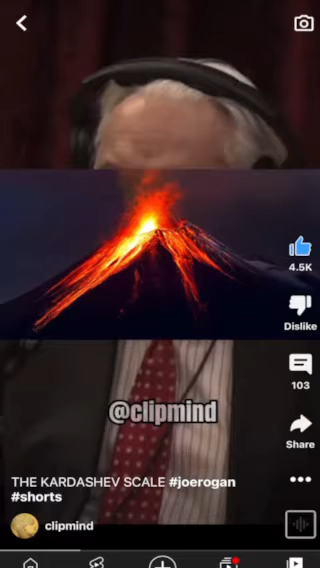 4.5K
Dislike
103
@clipmind
Share
THE KARDASHEV SCALE #joerogan
#shorts
clipmind